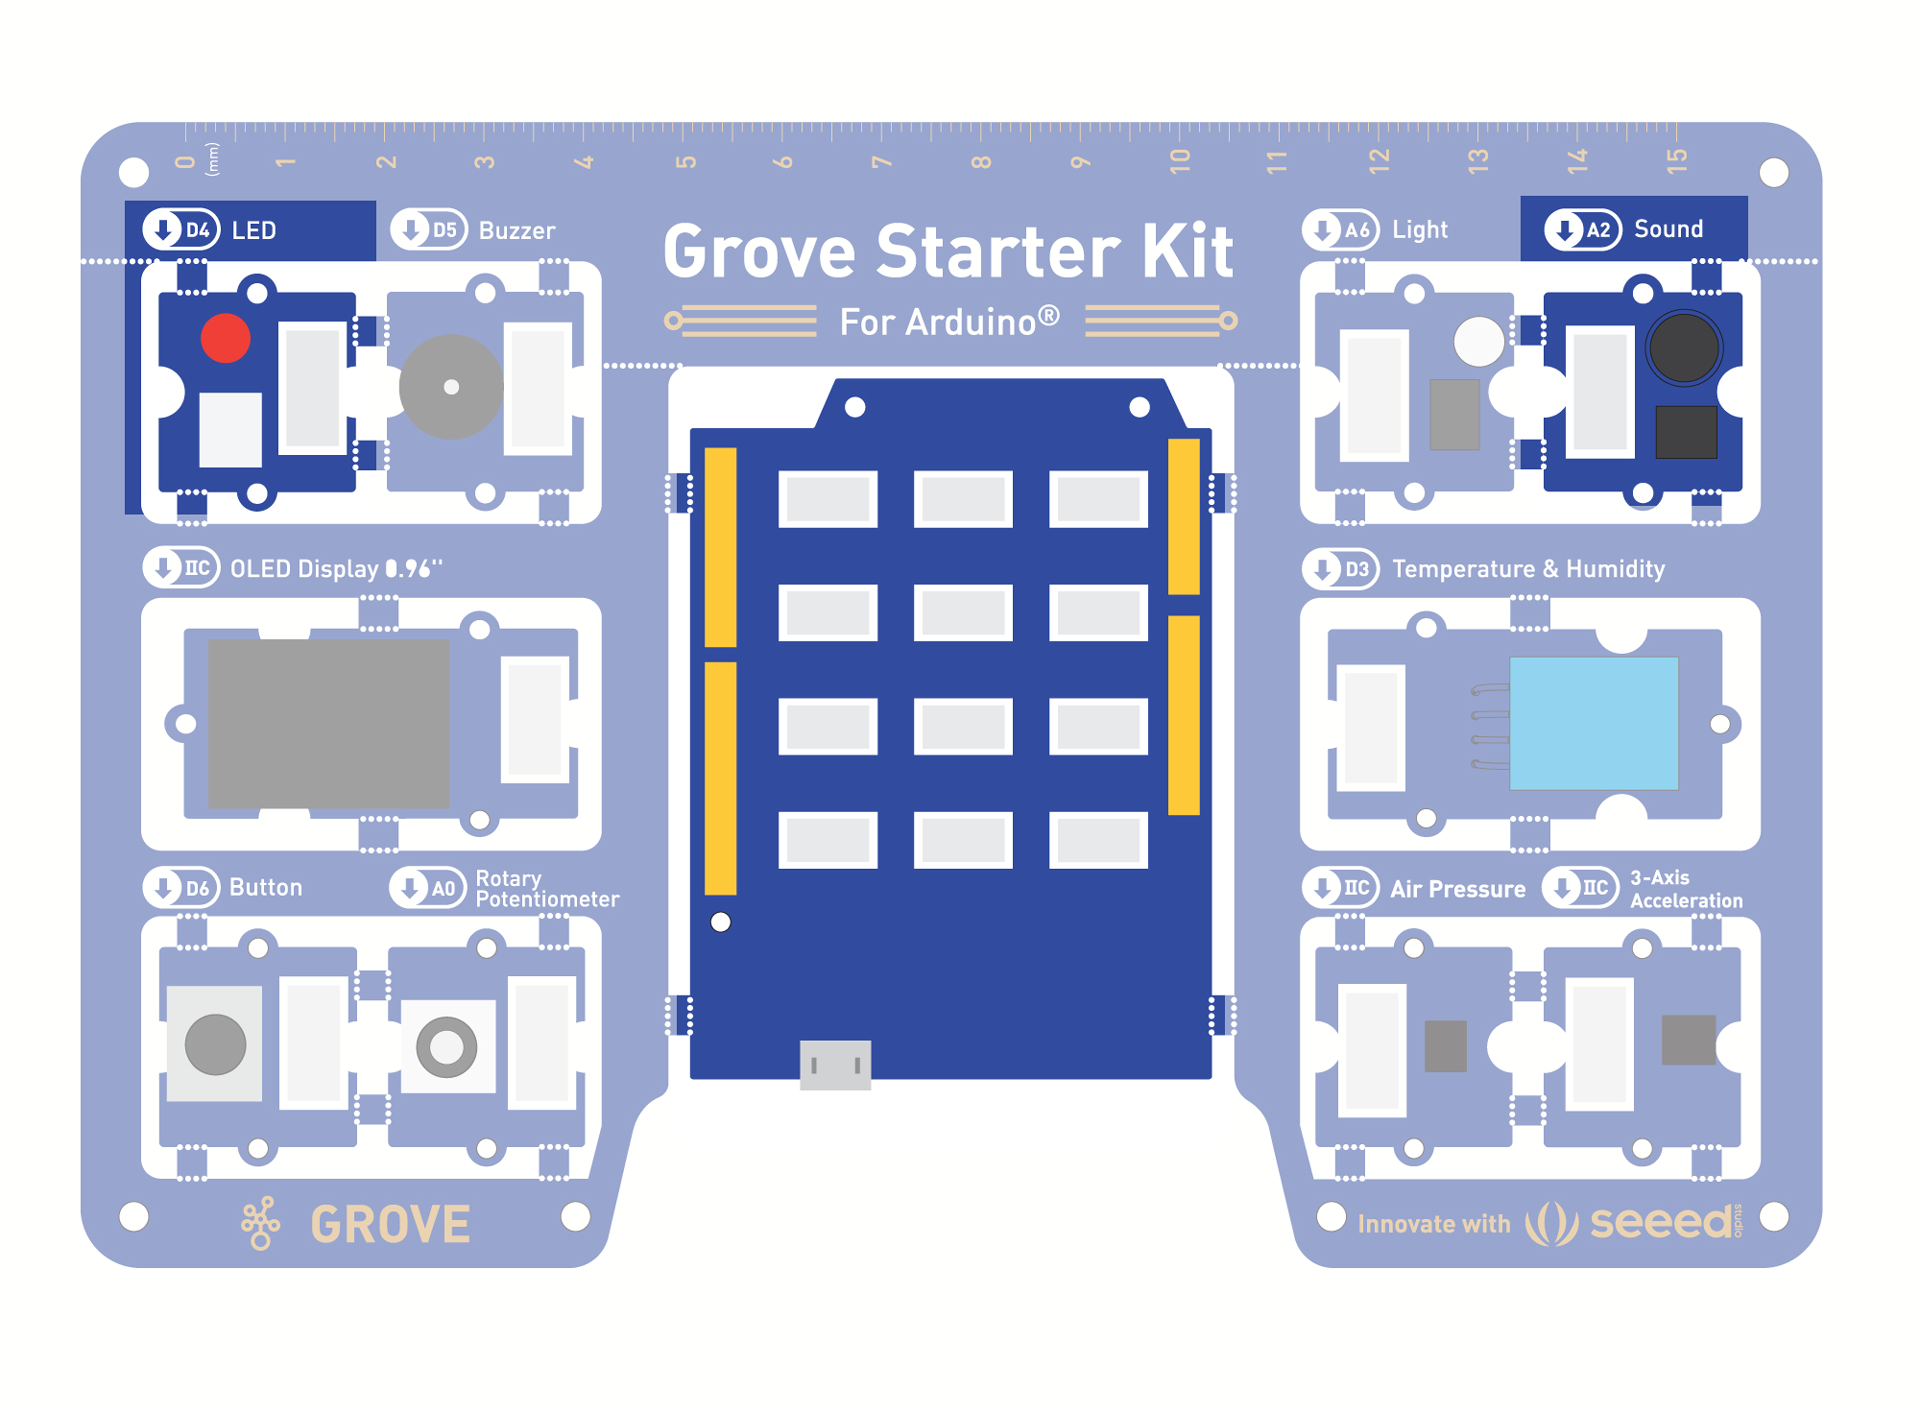 0 (mm) 1 2 3 4 5 6 7 8 9 10 11 12 13 14 15
D4 LED
D5 Buzzer
Grove Starter Kit
For Arduino®
A6 Light
A2 Sound
IIC OLED Display 0.96''
D3 Temperature & Humidity
D6 Button
A0 Rotary
Potentiometer
IIC Air Pressure
IIC 3-Axis
Acceleration
GROVE
Innovate with seeed studio